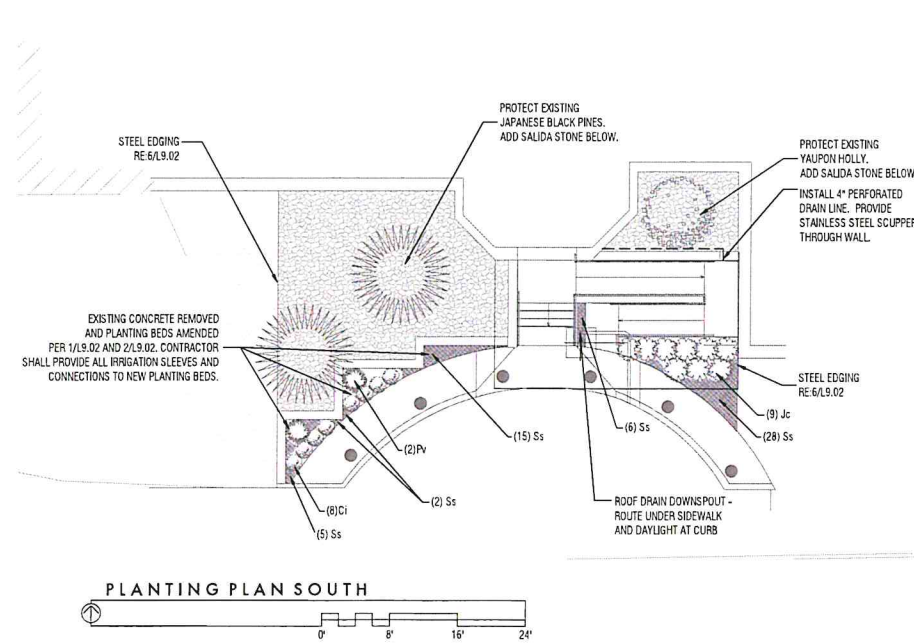 PROTECT EXISTING
JAPANESE BLACK PINES.
ADD SALIDA STONE BELOW.
STEEL EDGING
RE:6/L9.02
PROTECT EXISTING
YAUPON HOLLY.
ADD SALIDA STONE BELOW
INSTALL 4" PERFORATED
DRAIN LINE. PROVIDE
STAINLESS STEEL SCUPPER
THROUGH WALL.
EXISTING CONCRETE REMOVED
AND PLANTING BEDS AMENDED
PER 1/L9.02 AND 2/L9.02. CONTRACTOR
SHALL PROVIDE ALL IRRIGATION SLEEVES AND
CONNECTIONS TO NEW PLANTING BEDS.
STEEL EDGING
RE:6/L9.02
(9) Jc
(28) Ss
(6) Ss
(15) Ss
(2)Pv
(2) Ss
(8)Ci
(5) Ss
ROOF DRAIN DOWNSPOUT -
ROUTE UNDER SIDEWALK
AND DAYLIGHT AT CURB
PLANTING PLAN SOUTH
0' 8' 16' 24'